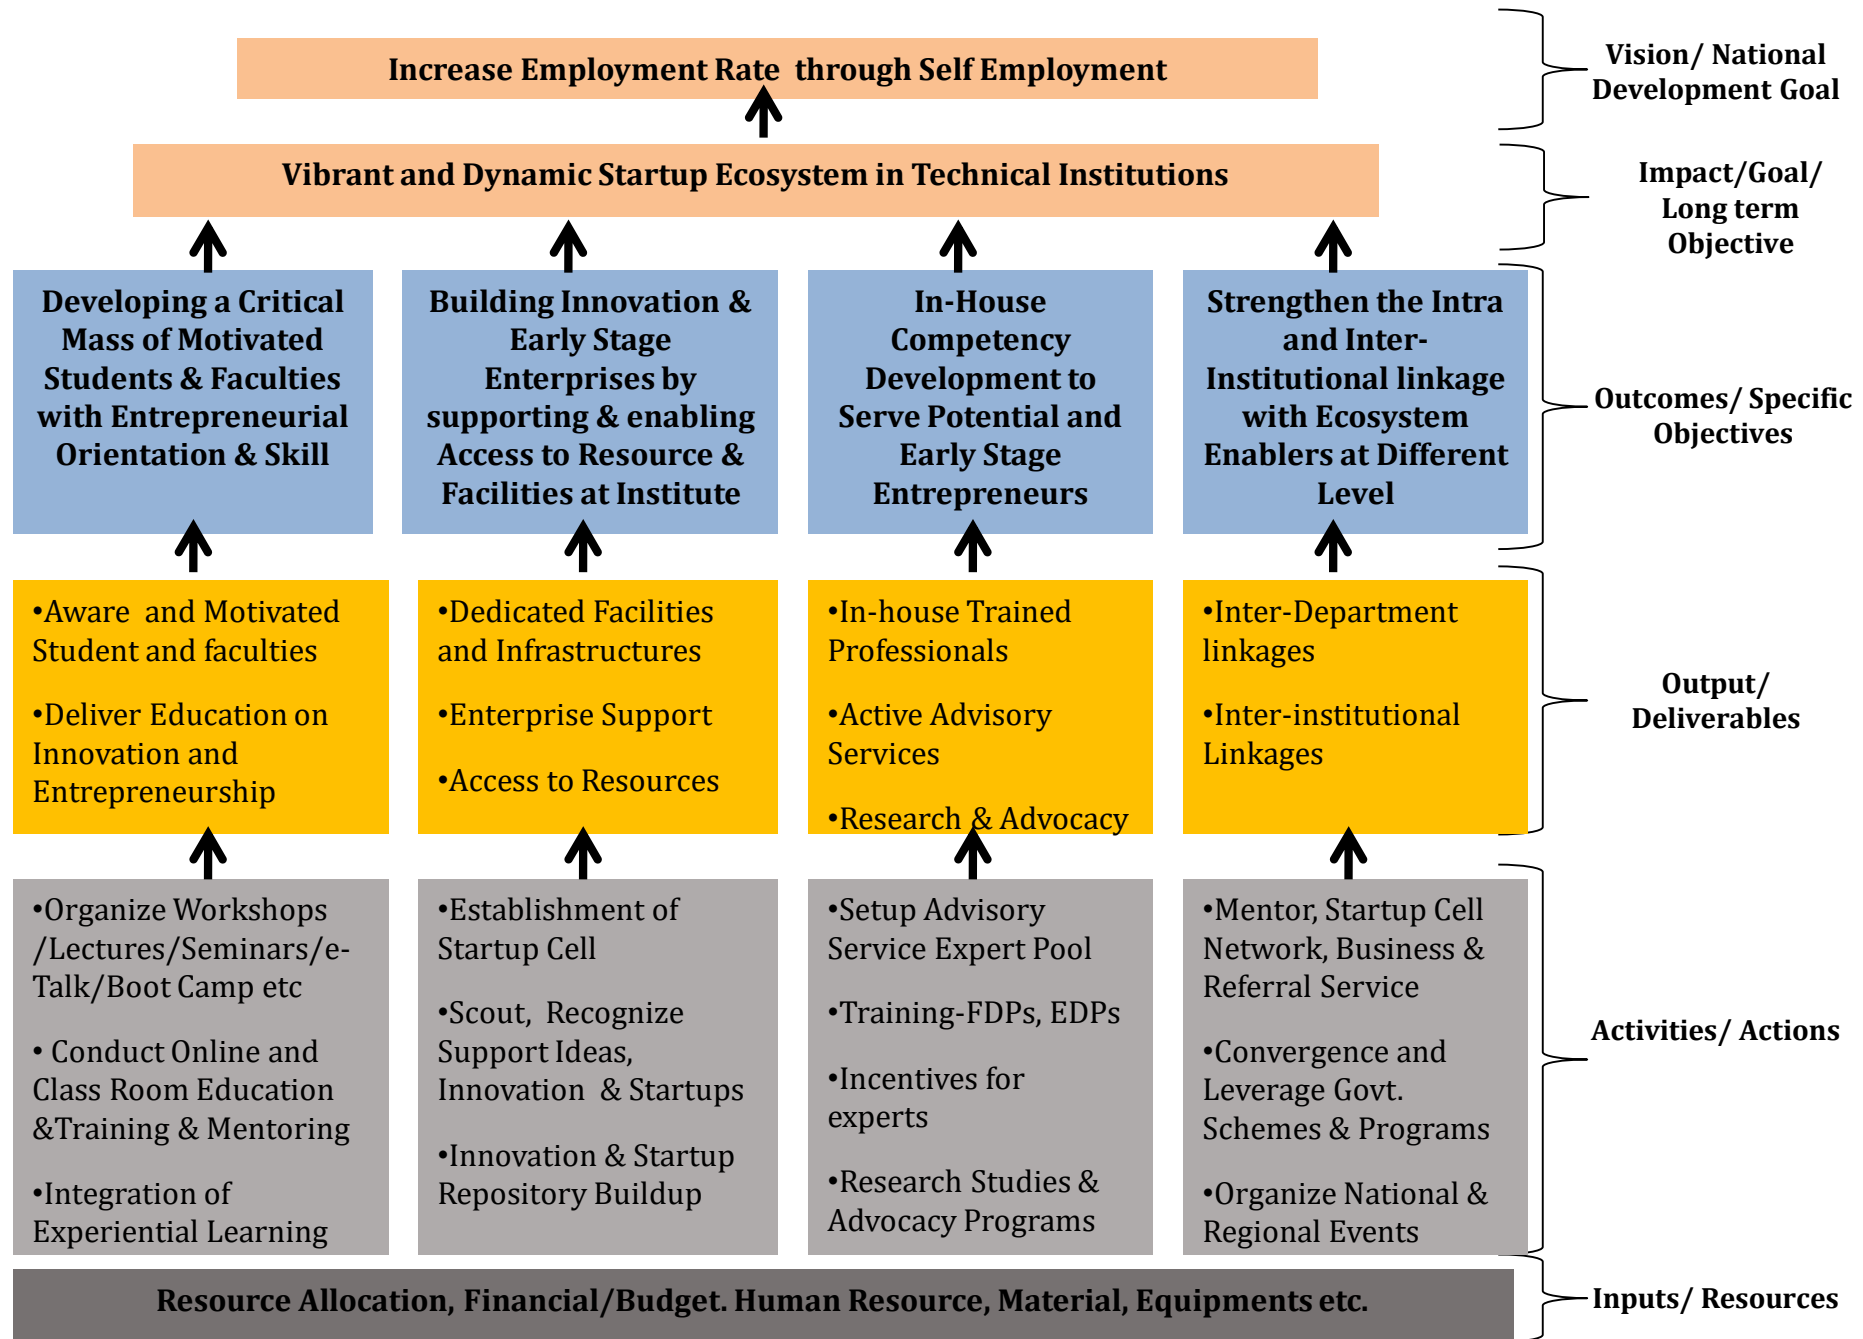 Increase Employment Rate  through Self Employment
Vision/ National
Development Goal
Vibrant and Dynamic Startup Ecosystem in Technical Institutions
Impact/Goal/
Long term
Objective
Developing a Critical
Mass of Motivated
Students & Faculties
with Entrepreneurial
Orientation & Skill
Building Innovation &
Early Stage
Enterprises by
supporting & enabling
Access to Resource &
Facilities at Institute
In-House
Competency
Development to
Serve Potential and
Early Stage
Entrepreneurs
Strengthen the Intra
and Inter-
Institutional linkage
with Ecosystem
Enablers at Different
Level
Outcomes/ Specific
Objectives
•Aware  and Motivated
Student and faculties
•Deliver Education on
Innovation and
Entrepreneurship
•Dedicated Facilities
and Infrastructures
•Enterprise Support
•Access to Resources
•In-house Trained
Professionals
•Active Advisory
Services
•Research & Advocacy
•Inter-Department
linkages
•Inter-institutional
Linkages
Output/
Deliverables
•Organize Workshops
/Lectures/Seminars/e-
Talk/Boot Camp etc
• Conduct Online and
Class Room Education
&Training & Mentoring
•Integration of
Experiential Learning
•Establishment of
Startup Cell
•Scout,  Recognize
Support Ideas,
Innovation  & Startups
•Innovation & Startup
Repository Buildup
•Setup Advisory
Service Expert Pool
•Training-FDPs, EDPs
•Incentives for
experts
•Research Studies &
Advocacy Programs
•Mentor, Startup Cell
Network, Business &
Referral Service
•Convergence and
Leverage Govt.
Schemes & Programs
•Organize National &
Regional Events
Activities/ Actions
Resource Allocation, Financial/Budget. Human Resource, Material, Equipments etc.
Inputs/ Resources